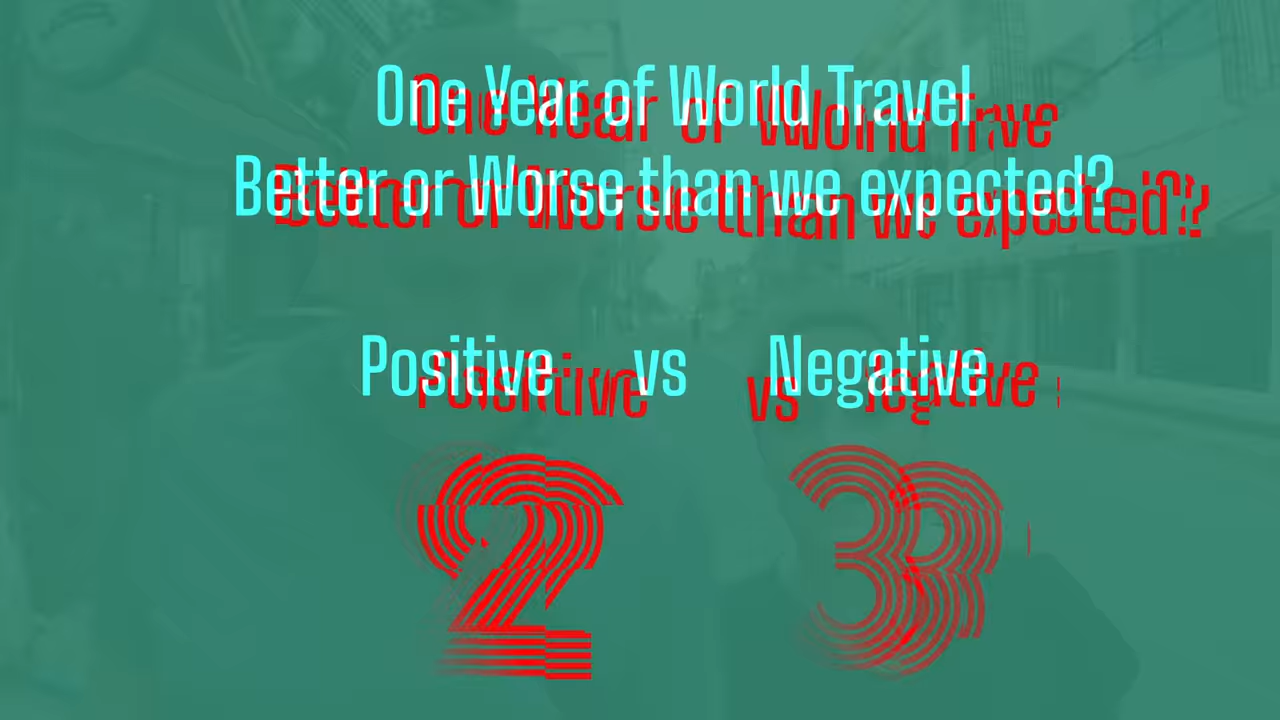 One Year of World Travel
Better or Worse than we expected?
Positive vs Negative
2 3